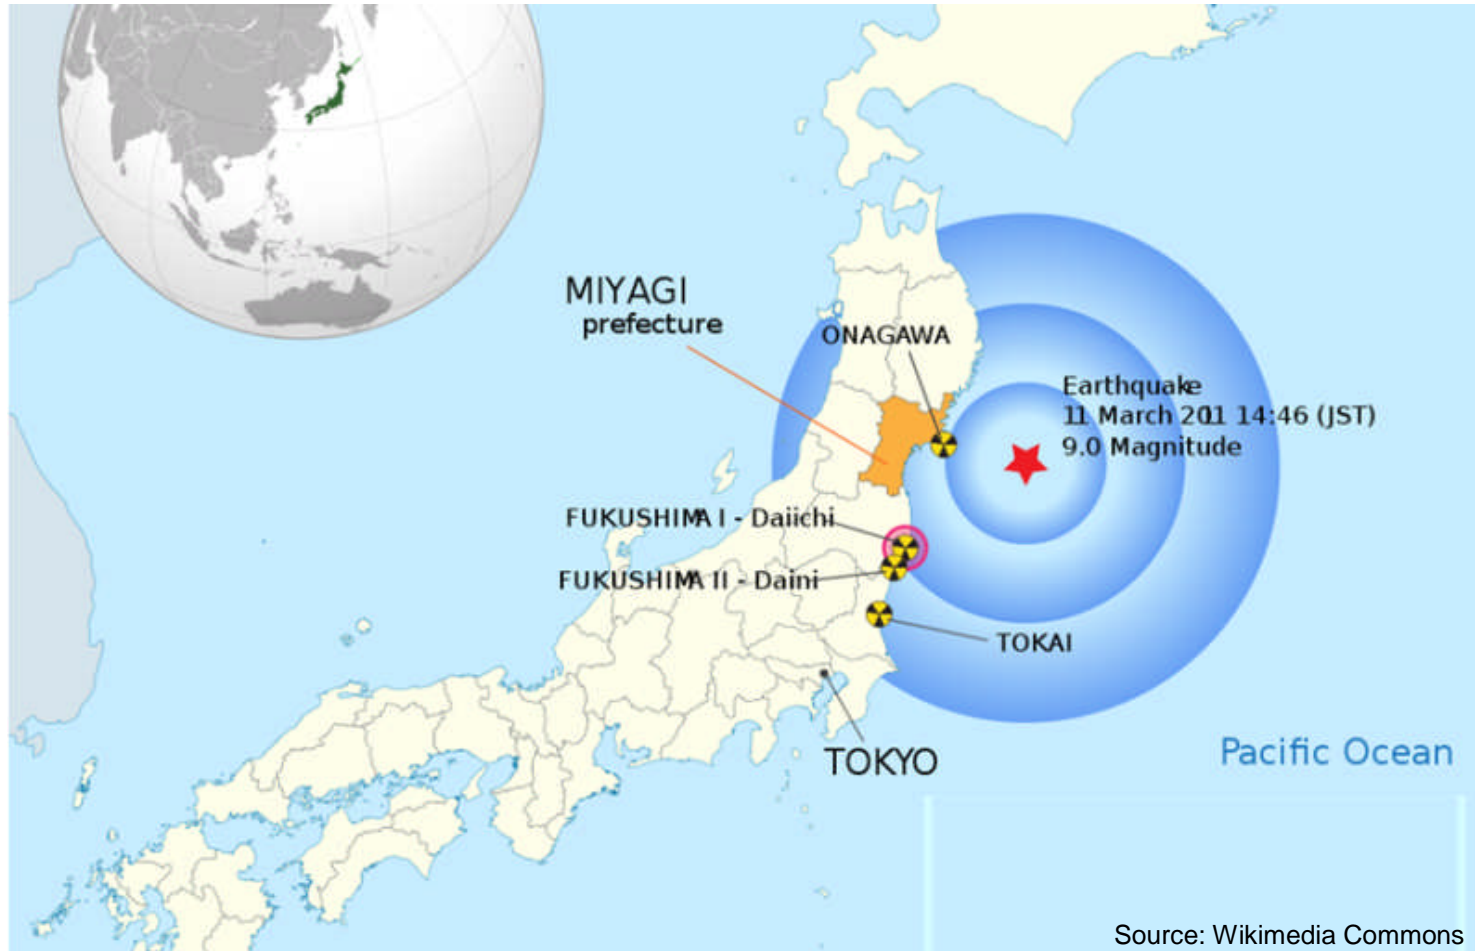 MIYAGI
prefecture
ONAGAWA
Earthquake
11 March 2011 14:46 (JST)
9.0 Magnitude
FUKUSHIMA I - Daiichi
FUKUSHIMA II - Daini
TOKAI
TOKYO
Pacific Ocean
Source: Wikimedia Commons